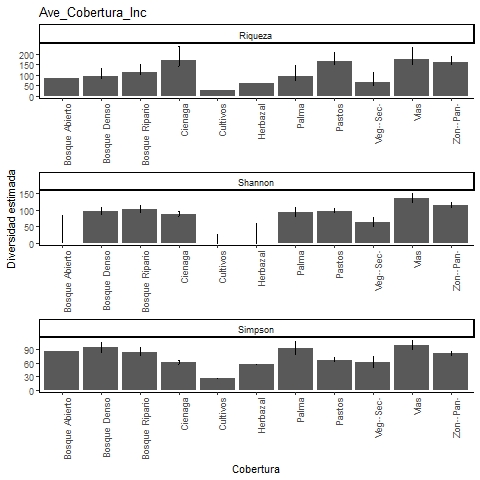 Ave_Cobertura_Inc
Riqueza
200
150
100
50
0
Bosque Abierto
Bosque Denso
Bosque Ripario
Cienaga
Cultivos
Herbazal
Palma
Pastos
Veg--Sec-
Vias
Zon--Pan-
Diversidad estimada
Shannon
150
100
50
0
Bosque Abierto
Bosque Denso
Bosque Ripario
Cienaga
Cultivos
Herbazal
Palma
Pastos
Veg--Sec-
Vias
Zon--Pan-
Simpson
90
60
30
0
Bosque Abierto
Bosque Denso
Bosque Ripario
Cienaga
Cultivos
Herbazal
Palma
Pastos
Veg--Sec-
Vias
Zon--Pan-
Cobertura